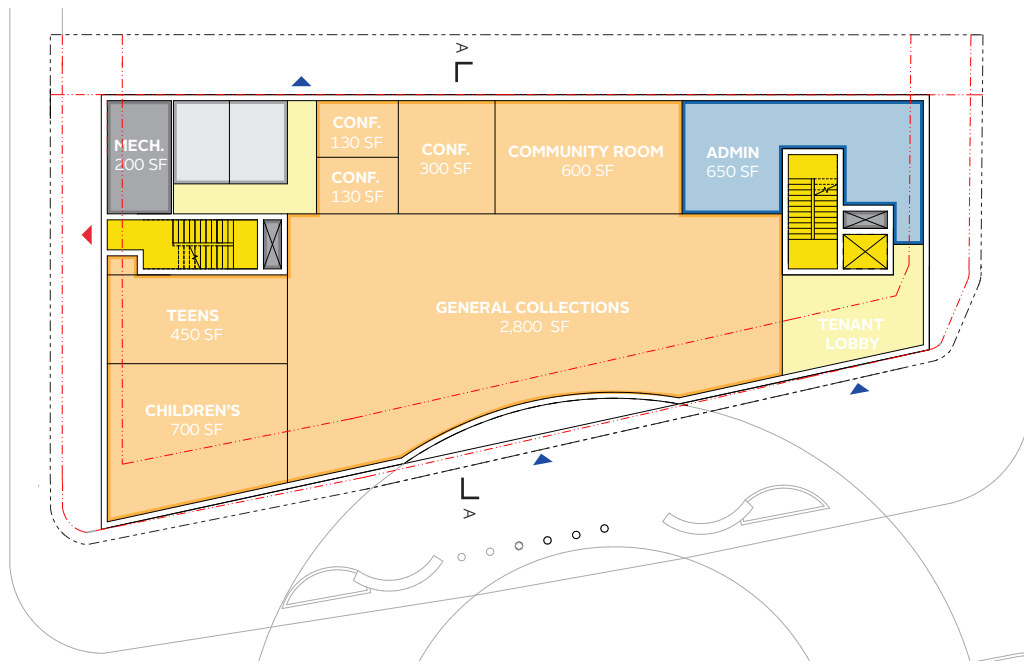 A
MECH.
200 SF
CONF.
130 SF
CONF.
130 SF
CONF.
300 SF
COMMUNITY ROOM
600 SF
ADMIN
650 SF
TEENS
450 SF
GENERAL COLLECTIONS
2,800 SF
TENANT
LOBBY
CHILDREN'S
700 SF
A